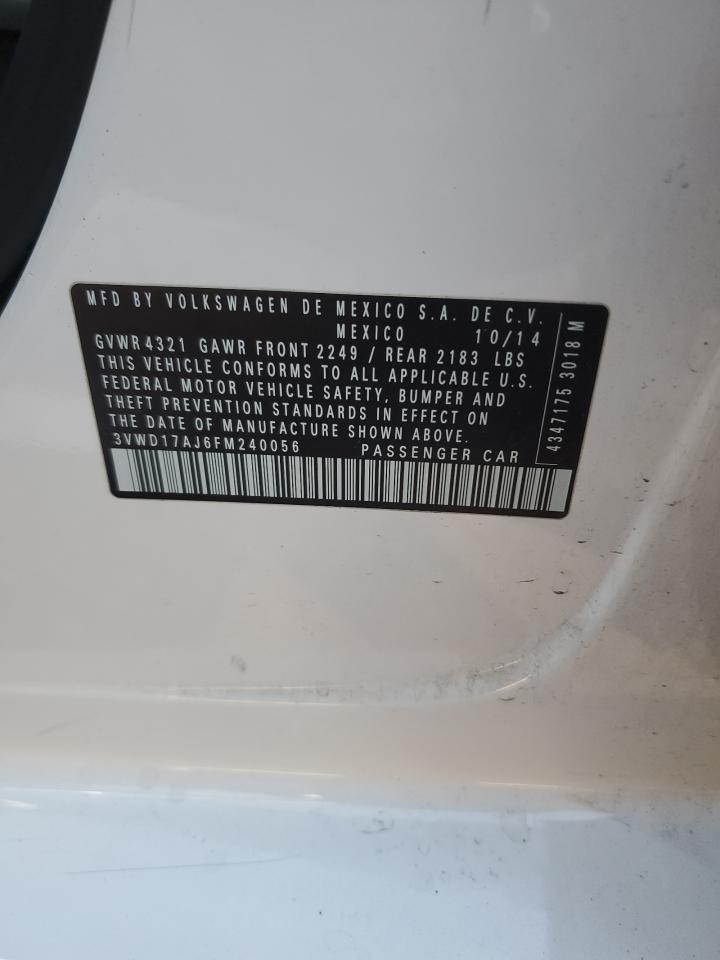 MFD BY VOLKSWAGEN DE MEXICO S.A. DE C.V.
MEXICO 10/14
GVWR 4321 GAWR FRONT 2249 / REAR 2183 LBS
THIS VEHICLE CONFORMS TO ALL APPLICABLE U.S.
FEDERAL MOTOR VEHICLE SAFETY, BUMPER AND
THEFT PREVENTION STANDARDS IN EFFECT ON
THE DATE OF MANUFACTURE SHOWN ABOVE.
3VWD17AJ6FM240056 PASSENGER CAR
4347175 3018 M